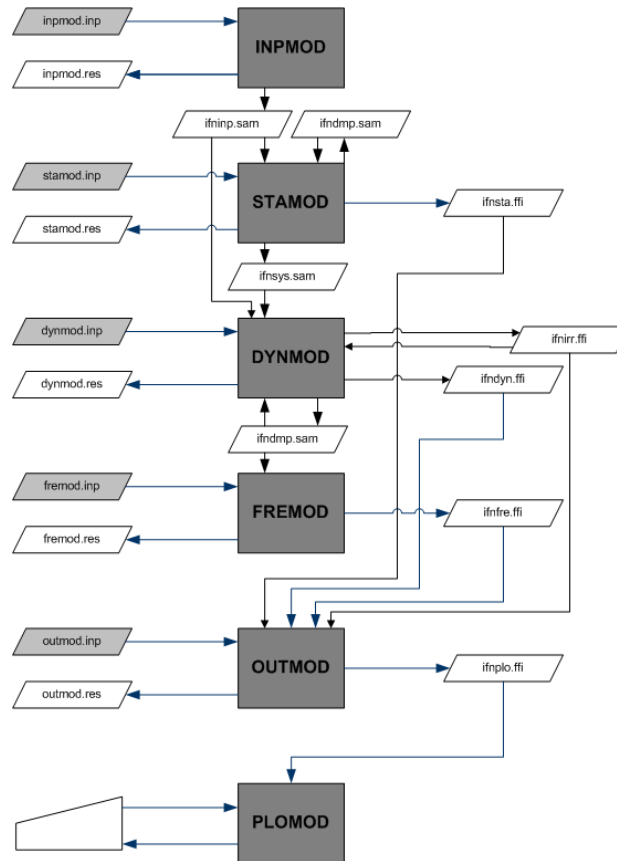 inpmod.inp
INPMOD
inpmod.res
ifninp.sam
ifndmp.sam
stamod.inp
STAMOD
ifnsta.ffi
stamod.res
ifnsys.sam
dynmod.inp
DYNMOD
ifnirr.ffi
dynmod.res
ifndyn.ffi
ifndmp.sam
fremod.inp
FREMOD
ifnfre.ffi
fremod.res
outmod.inp
OUTMOD
ifnplo.ffi
outmod.res
PLOMOD